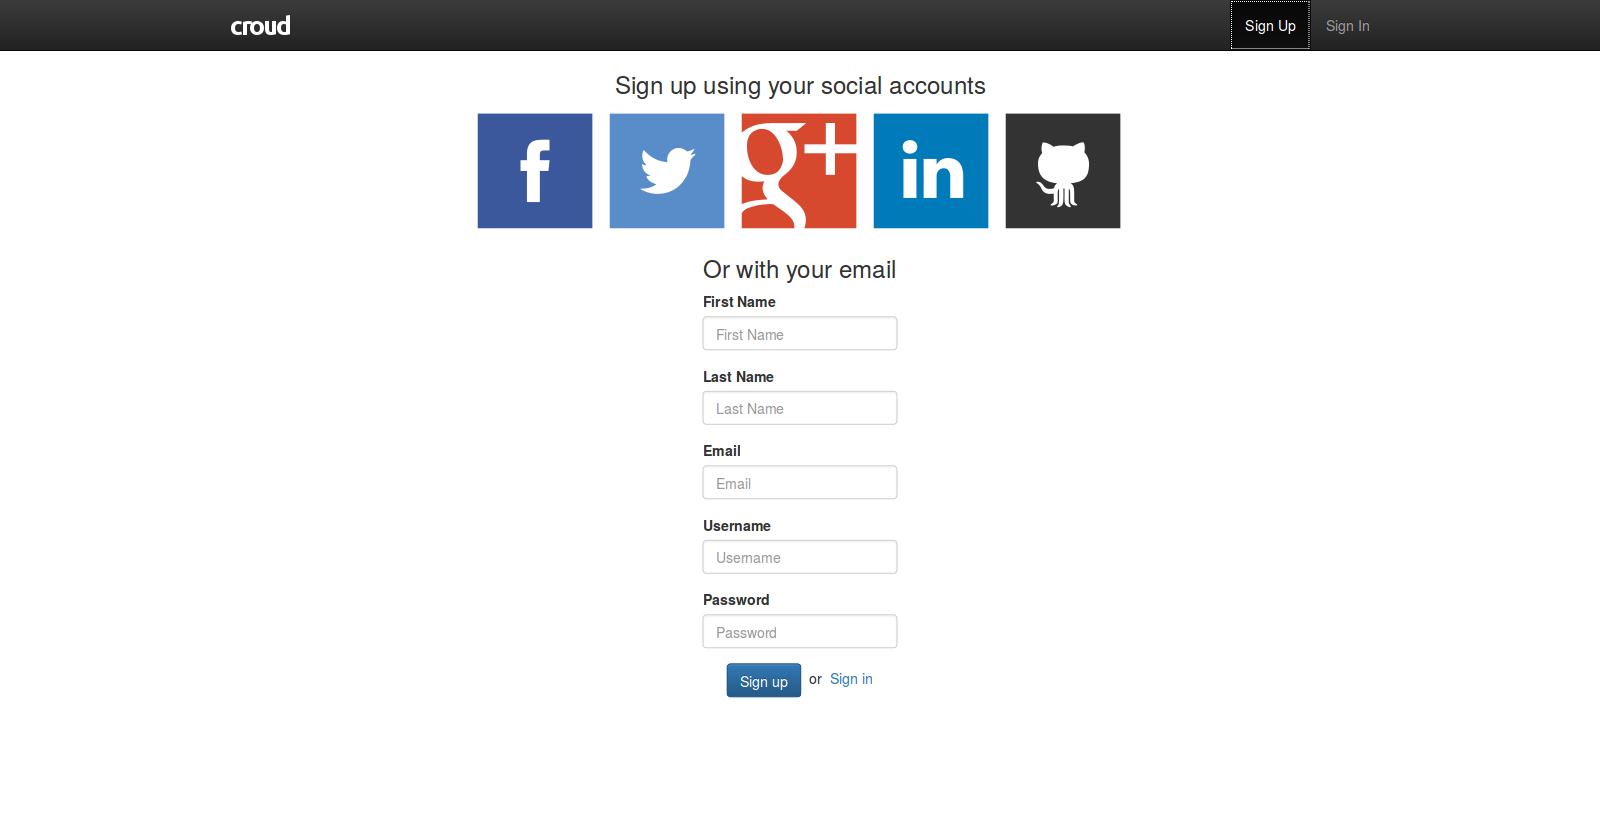 croud
Sign Up
Sign In
Sign up using your social accounts
f
g+
in
Or with your email
First Name
First Name
Last Name
Last Name
Email
Email
Username
Username
Password
Password
Sign up or Sign in